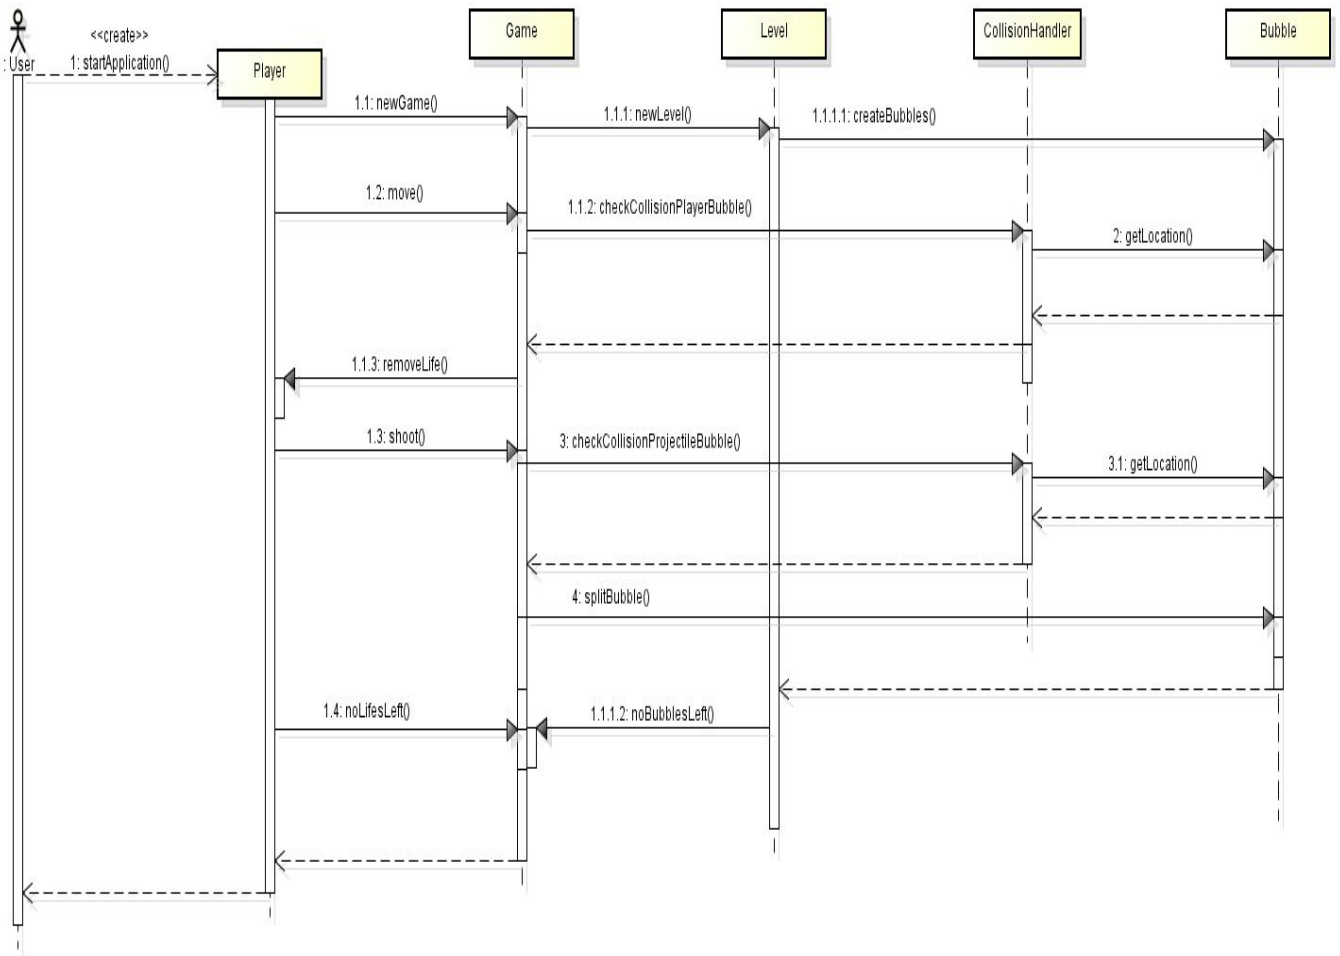 Game
Level
CollisionHandler
Bubble
<<create>>
: User
1: startApplication()
Player
1.1: newGame()
1.1.1: newLevel()
1.1.1.1: createBubbles()
1.2: move()
1.1.2: checkCollisionPlayerBubble()
2: getLocation()
1.1.3: removeLife()
1.3: shoot()
3: checkCollisionProjectileBubble()
3.1: getLocation()
4: splitBubble()
1.4: noLifesLeft()
1.1.1.2: noBubblesLeft()